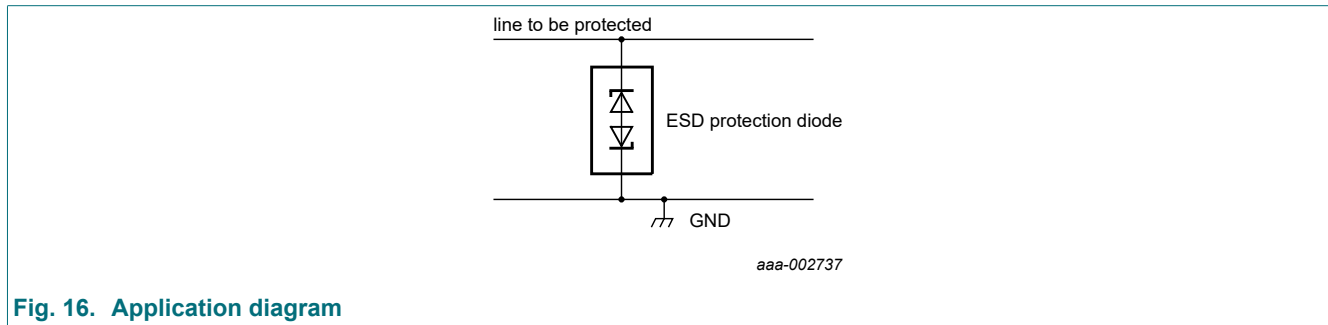 line to be protected
ESD protection diode
GND
aaa-002737
Fig. 16. Application diagram